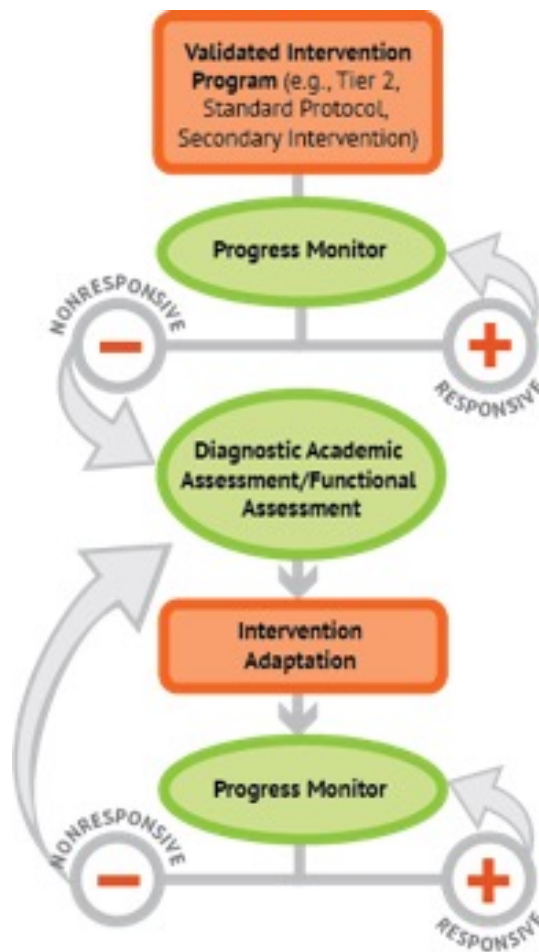 Validated Intervention
Program (e.g., Tier 2,
Standard Protocol,
Secondary Intervention)
Progress Monitor
NONRESPONSIVE
RESPONSIVE
Diagnostic Academic
Assessment/Functional
Assessment
Intervention
Adaptation
Progress Monitor
NONRESPONSIVE
RESPONSIVE